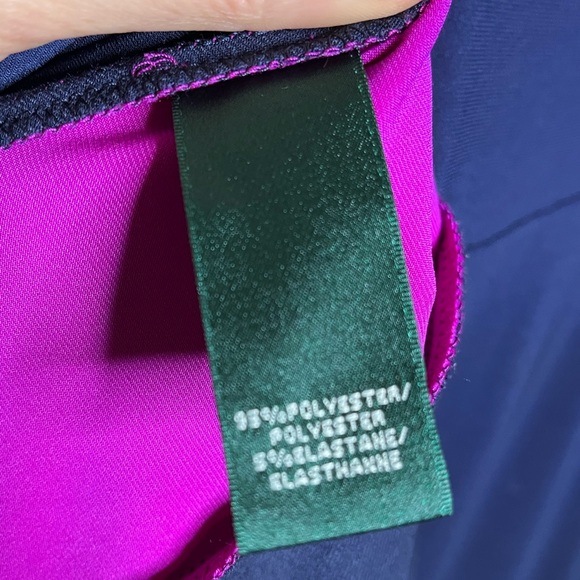 95%POLYESTER/
POLYESTER
5%ELASTANE/
ELASTHANNE